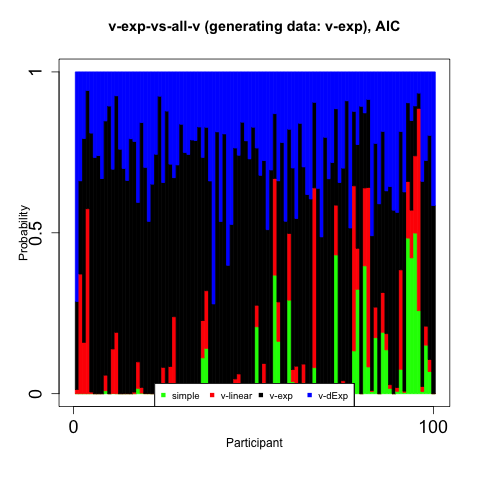 v-exp-vs-all-v (generating data: v-exp), AIC
Probability
1
0.5
0
simple v-linear v-exp v-dExp
0 100
Participant